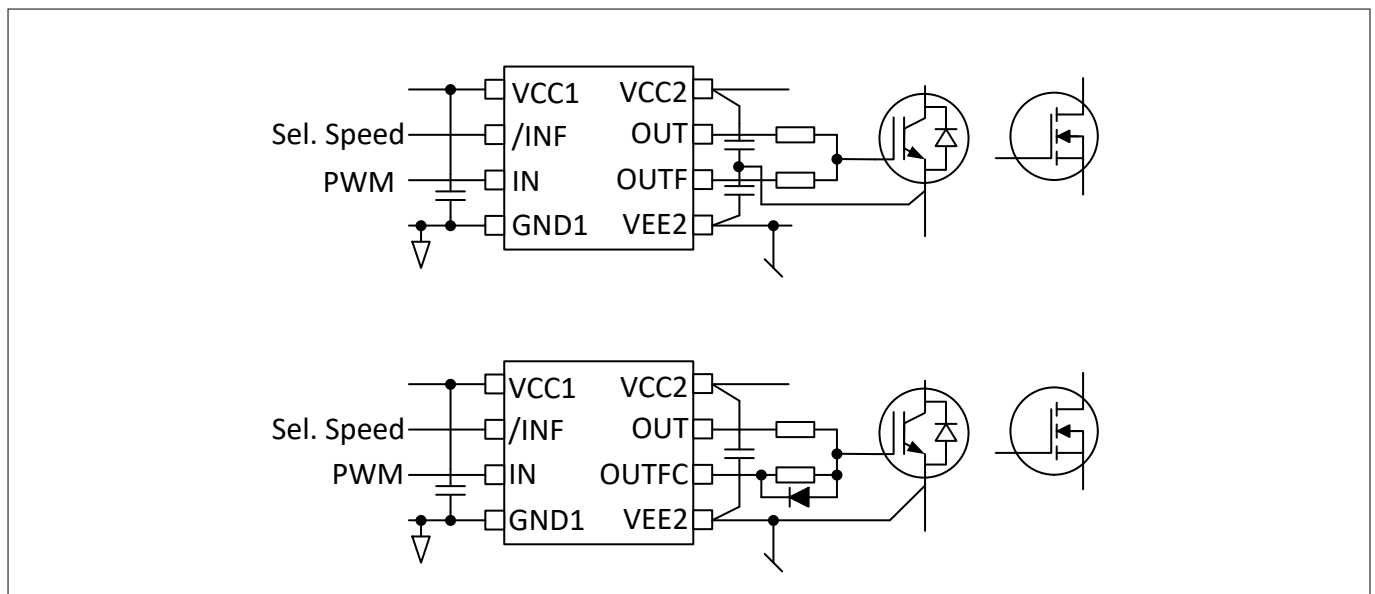 VCC1 VCC2
Sel. Speed /INF OUT
PWM IN OUTF
GND1 VEE2
VCC1 VCC2
Sel. Speed /INF OUT
PWM IN OUTFC
GND1 VEE2